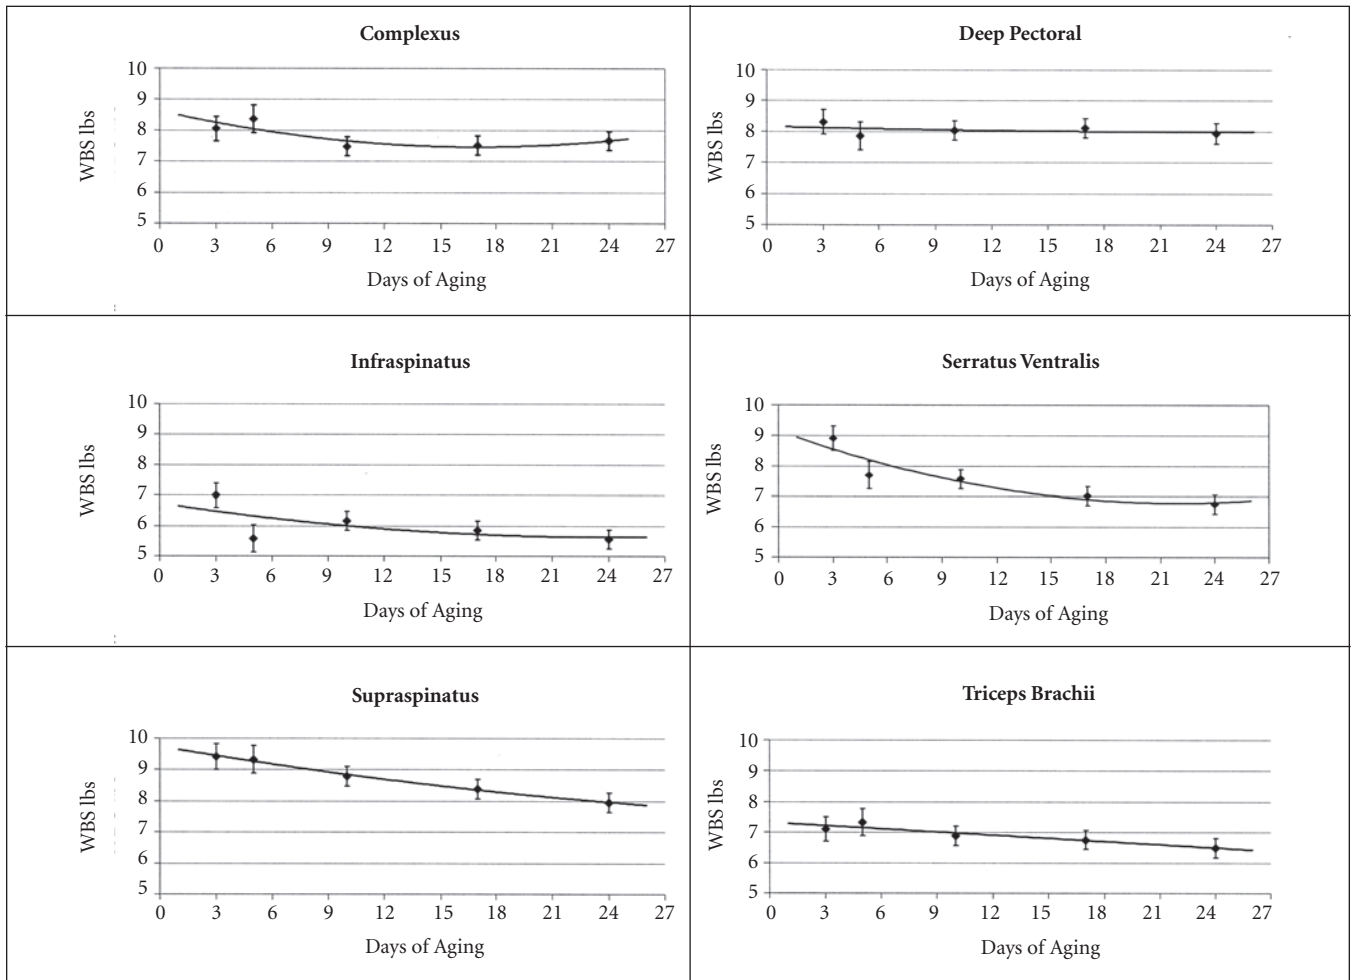 Complexus
10
9
8
7
6
5
WBS lbs
0 3 6 9 12 15 18 21 24 27
Days of Aging
Deep Pectoral
10
9
8
7
6
5
WBS lbs
0 3 6 9 12 15 18 21 24 27
Days of Aging
Infraspinatus
10
9
8
7
6
5
WBS lbs
0 3 6 9 12 15 18 21 24 27
Days of Aging
Serratus Ventralis
10
9
8
7
6
5
WBS lbs
0 3 6 9 12 15 18 21 24 27
Days of Aging
Supraspinatus
10
9
8
7
6
5
WBS lbs
0 3 6 9 12 15 18 21 24 27
Days of Aging
Triceps Brachii
10
9
8
7
6
5
WBS lbs
0 3 6 9 12 15 18 21 24 27
Days of Aging